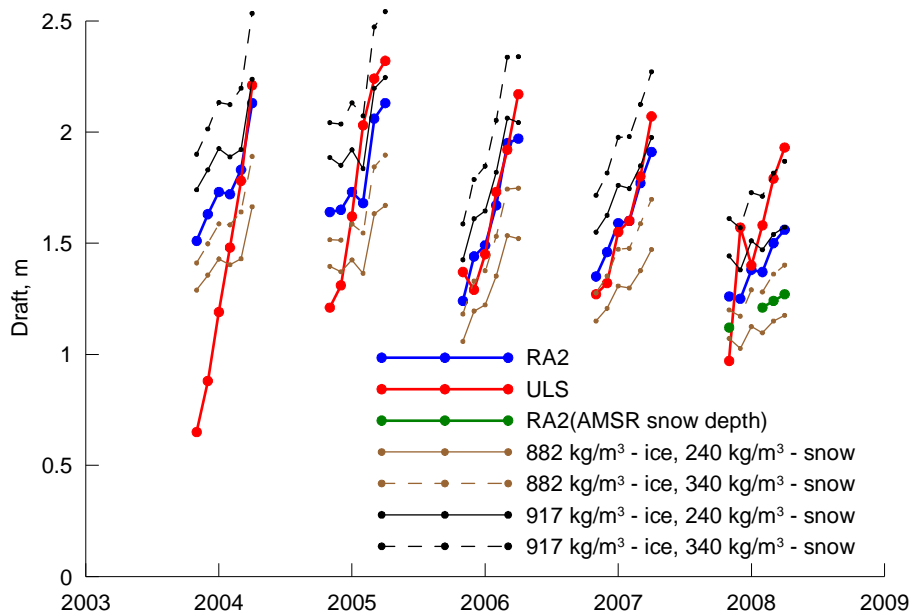 2.5
2
1.5
1
0.5
0
Draft, m
RA2
ULS
RA2(AMSR snow depth)
882 kg/m³ - ice, 240 kg/m³ - snow
882 kg/m³ - ice, 340 kg/m³ - snow
917 kg/m³ - ice, 240 kg/m³ - snow
917 kg/m³ - ice, 340 kg/m³ - snow
2003 2004 2005 2006 2007 2008 2009